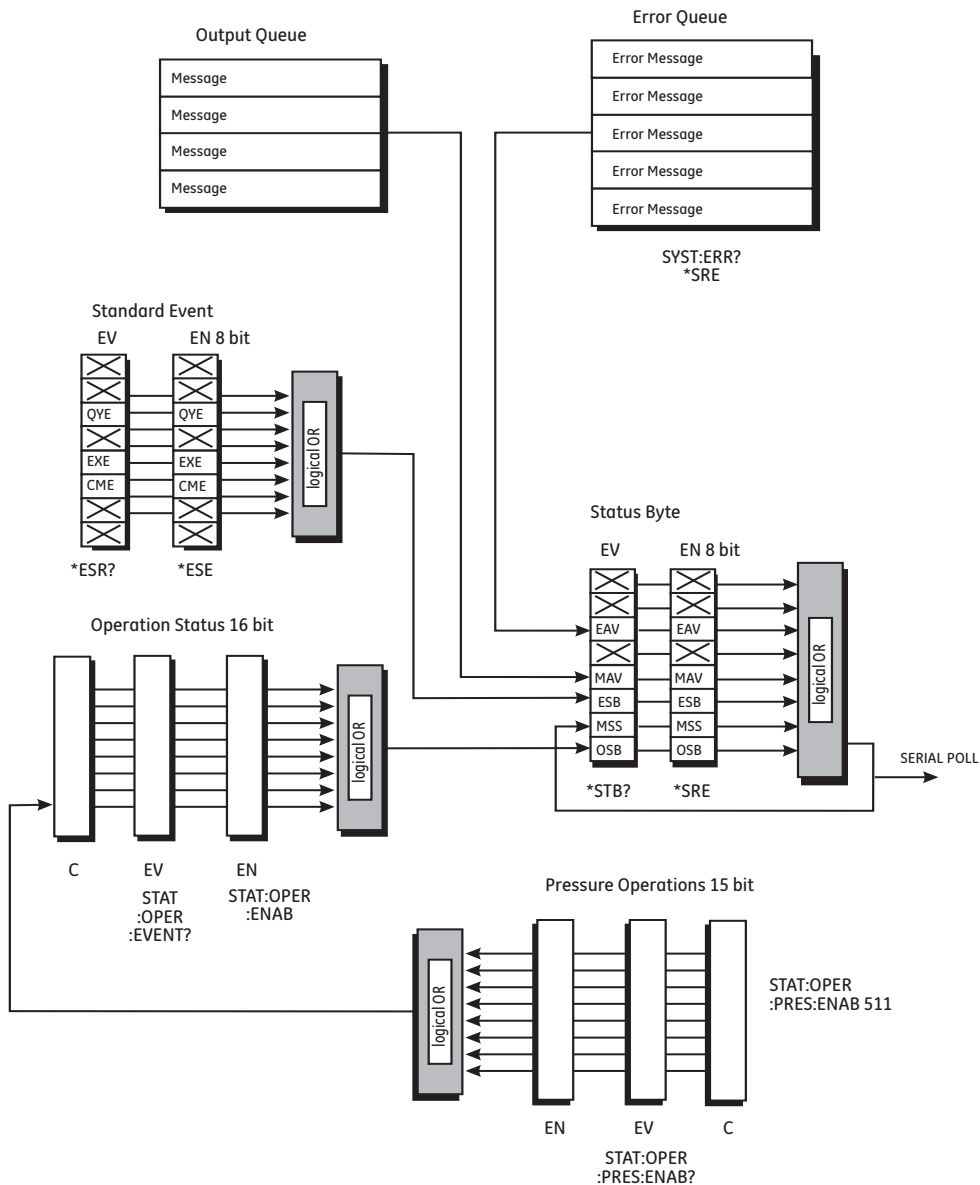 Output Queue
Message
Message
Message
Message
Error Queue
Error Message
Error Message
Error Message
Error Message
Error Message
SYST:ERR?
*SRE
Standard Event
EV
EN 8 bit
QYE
QYE
EXE
EXE
CME
CME
logical OR
*ESR?
*ESE
Status Byte
EV
EN 8 bit
EAV
EAV
MAV
MAV
ESB
ESB
MSS
MSS
OSB
OSB
logical OR
SERIAL POLL
*STB?
*SRE
Operation Status 16 bit
logical OR
C
EV
EN
STAT
:OPER
:EVENT?
STAT:OPER
:ENAB
Pressure Operations 15 bit
logical OR
STAT:OPER
:PRES:ENAB 511
EN
EV
C
STAT:OPER
:PRES:ENAB?